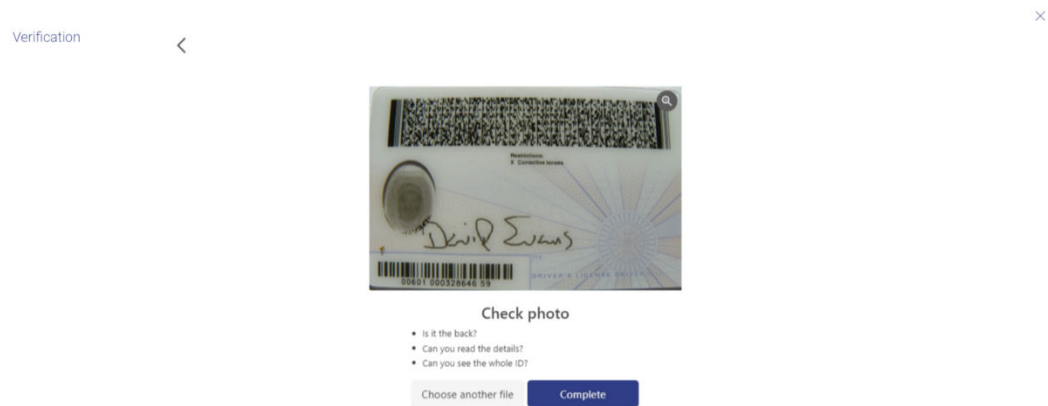 Verification
Restrictions:
X Corrective lenses
David Evans
DRIVER'S LICENSE DRIVER
00601 000328646 59
Check photo
Is it the back?
Can you read the details?
Can you see the whole ID?
Choose another file
Complete